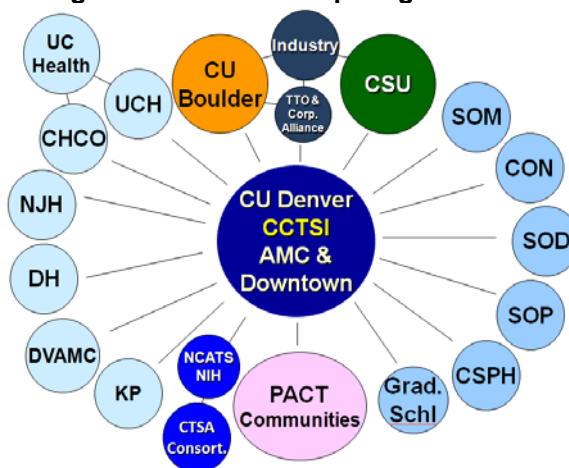 UC
Health
UCH
CHCO
NJH
DH
DVAMC
KP
CU
Boulder
Industry
TTO &
Corp.
Alliance
CSU
SOM
CON
SOD
SOP
CSPH
Grad.
Schl
CU Denver
CCTSI
AMC &
Downtown
NCATS
NIH
CTSA
Consort.
PACT
Communities